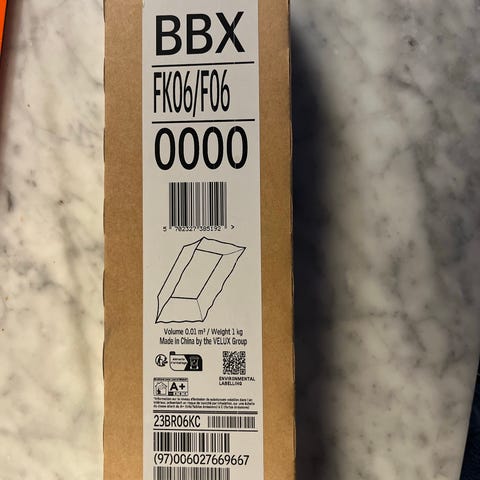 BBX
FK06/F06
0000
5 702327 385192 >
Volume 0.01 m³ / Weight 1 kg
Made in China by the VELUX Group
ENVIRONMENTAL
LABELLING
A+
23BR06KC
(97)006027669667